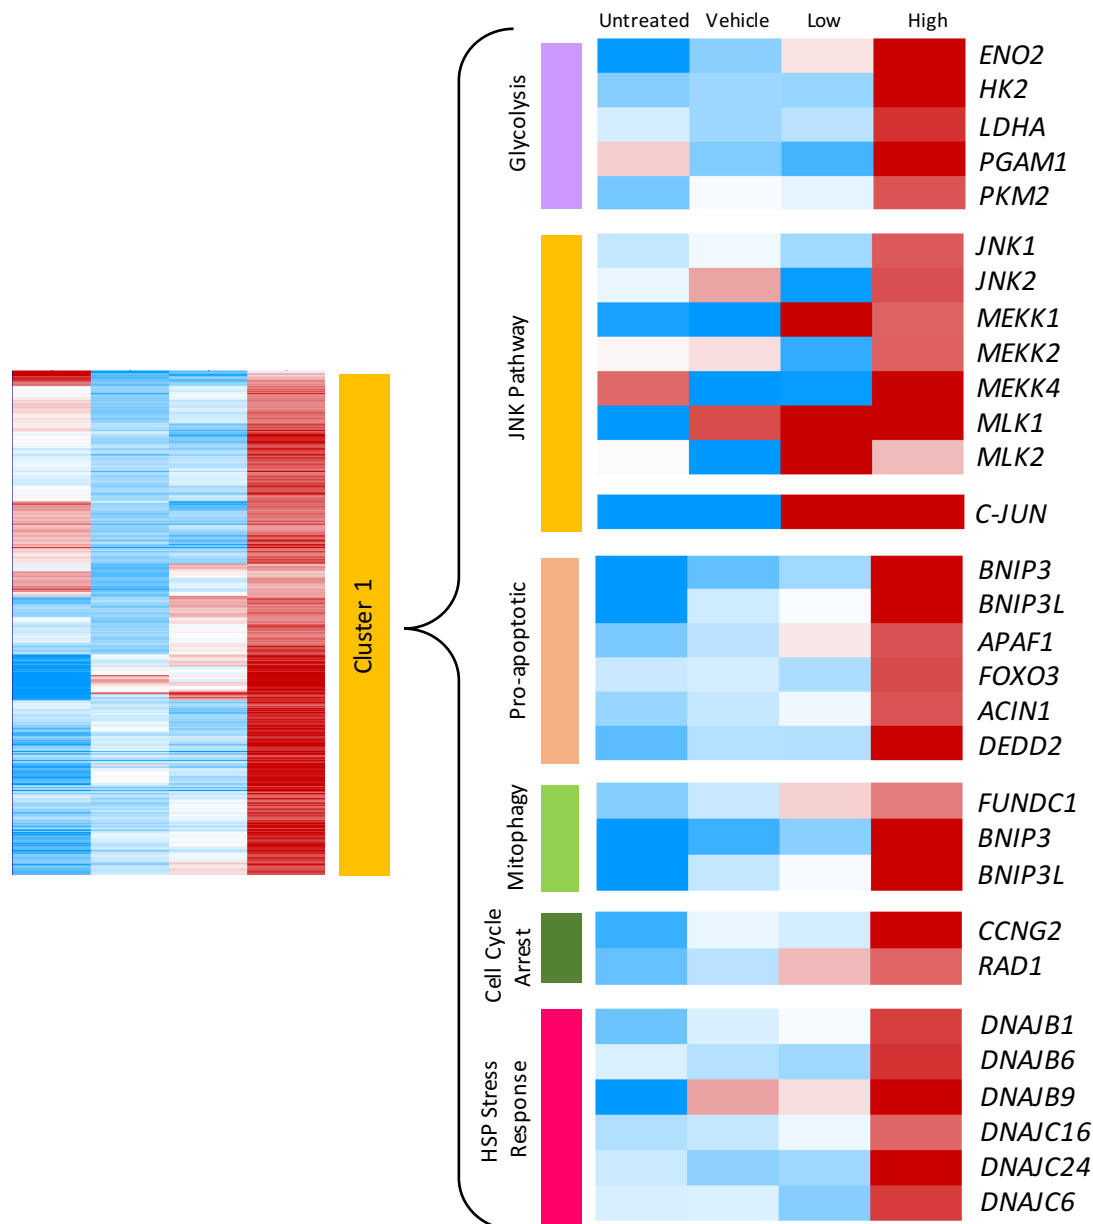 Untreated Vehicle Low High
Glycolysis
ENO2
HK2
LDHA
PGAM1
PKM2
JNK Pathway
JNK1
JNK2
MEKK1
MEKK2
MEKK4
MLK1
MLK2
C-JUN
Cluster 1
Pro-apoptotic
BNIP3
BNIP3L
APAF1
FOXO3
ACIN1
DEDD2
Mitophagy
FUNDC1
BNIP3
BNIP3L
Cell Cycle
Arrest
CCNG2
RAD1
HSP Stress
Response
DNAJB1
DNAJB6
DNAJB9
DNAJC16
DNAJC24
DNAJC6